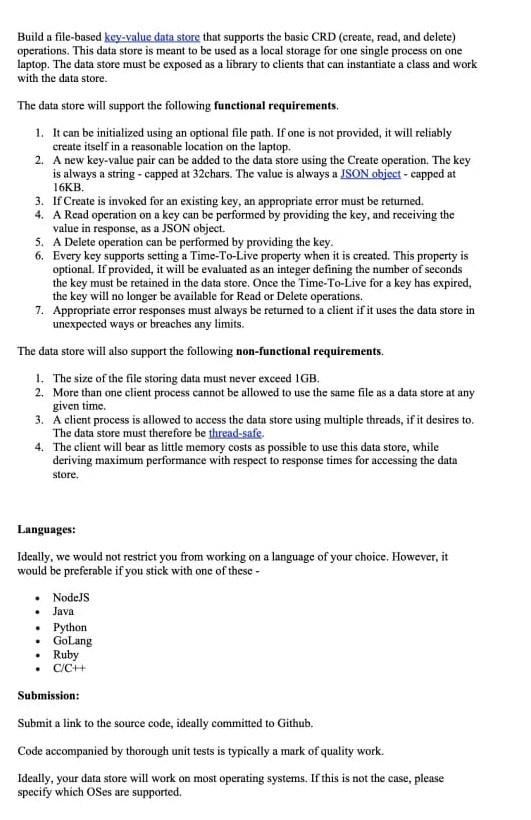 Build a file-based key-value data store that supports the basic CRD (create, read, and delete)
operations. This data store is meant to be used as a local storage for one single process on one
laptop. The data store must be exposed as a library to clients that can instantiate a class and work
with the data store.
The data store will support the following functional requirements.
1. It can be initialized using an optional file path. If one is not provided, it will reliably
create itself in a reasonable location on the laptop.
2. A new key-value pair can be added to the data store using the Create operation. The key
is always a string - capped at 32chars. The value is always a JSON object - capped at
16KB.
3. If Create is invoked for an existing key, an appropriate error must be returned.
4. A Read operation on a key can be performed by providing the key, and receiving the
value in response, as a JSON object.
5. A Delete operation can be performed by providing the key.
6. Every key supports setting a Time-To-Live property when it is created. This property is
optional. If provided, it will be evaluated as an integer defining the number of seconds
the key must be retained in the data store. Once the Time-To-Live for a key has expired,
the key will no longer be available for Read or Delete operations.
7. Appropriate error responses must always be returned to a client if it uses the data store in
unexpected ways or breaches any limits.
The data store will also support the following non-functional requirements.
1. The size of the file storing data must never exceed 1GB.
2. More than one client process cannot be allowed to use the same file as a data store at any
given time.
3. A client process is allowed to access the data store using multiple threads, if it desires to.
The data store must therefore be thread-safe.
4. The client will bear as little memory costs as possible to use this data store, while
deriving maximum performance with respect to response times for accessing the data
store.
Languages:
Ideally, we would not restrict you from working on a language of your choice. However, it
would be preferable if you stick with one of these -
• NodeJS
• Java
• Python
• GoLang
• Ruby
• C/C++
Submission:
Submit a link to the source code, ideally committed to Github.
Code accompanied by thorough unit tests is typically a mark of quality work.
Ideally, your data store will work on most operating systems. If this is not the case, please
specify which OSes are supported.